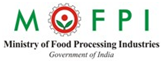 MOFPI
Ministry of Food Processing Industries
Government of India